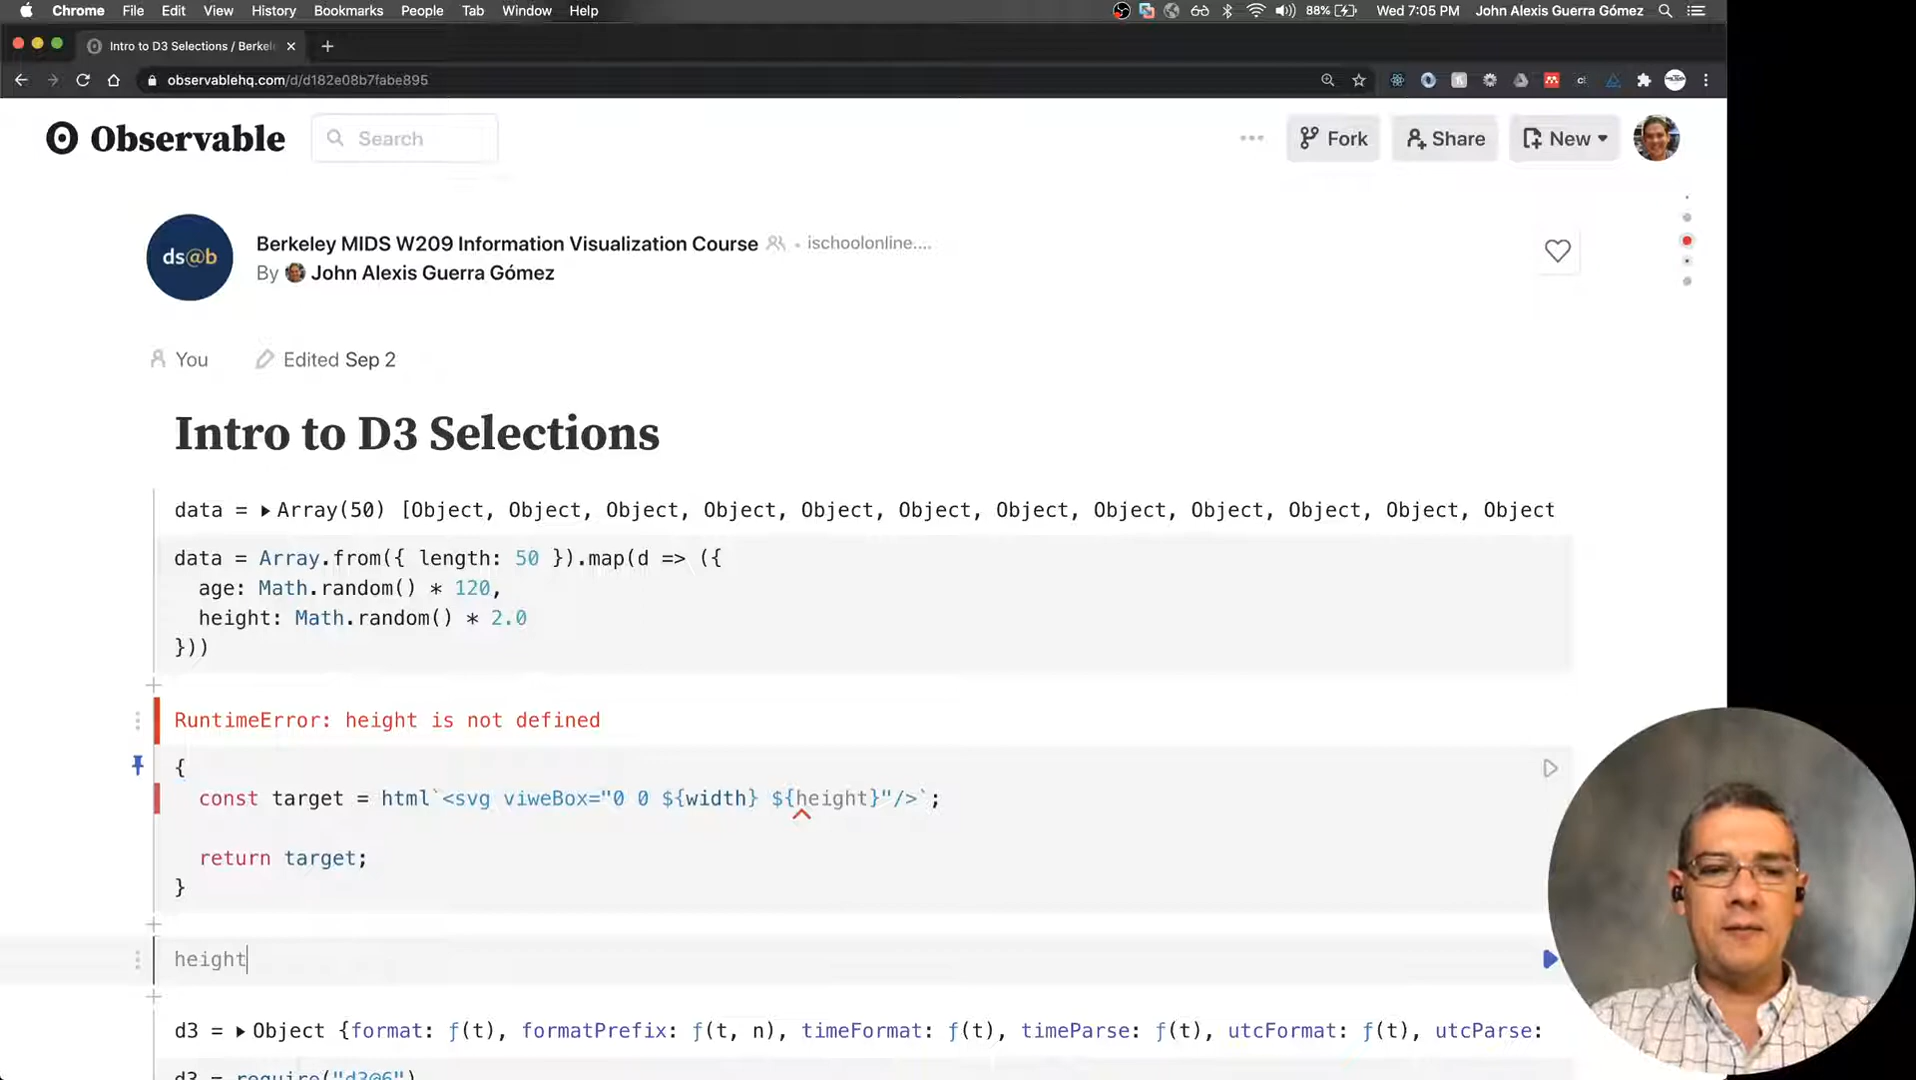 Chrome File Edit View History Bookmarks People Tab Window Help 88% Wed 7:05 PM John Alexis Guerra Gómez
Intro to D3 Selections / Berkel
observablehq.com/d/d182e08b7fabe895
Observable Search Fork Share New
ds@b
Berkeley MIDS W209 Information Visualization Course • ischoolonline....
By John Alexis Guerra Gómez
You Edited Sep 2
Intro to D3 Selections
data = ▸Array(50) [Object, Object, Object, Object, Object, Object, Object, Object, Object, Object, Object, Object
data = Array.from({ length: 50 }).map(d => ({
age: Math.random() * 120,
height: Math.random() * 2.0
}))
RuntimeError: height is not defined
{
const target = html`<svg viweBox="0 0 ${width} ${height}"/>`;
return target;
}
height
d3 = ▸Object {format: ƒ(t), formatPrefix: ƒ(t, n), timeFormat: ƒ(t), timeParse: ƒ(t), utcFormat: ƒ(t), utcParse:
d3 = require("d3@6")